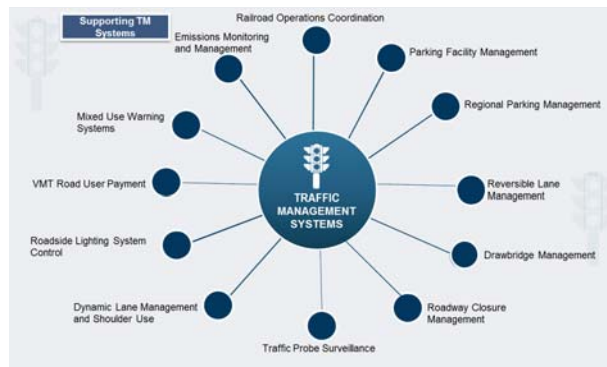 Supporting TM
Systems
Railroad Operations Coordination
Emissions Monitoring
and Management
Parking Facility Management
Regional Parking Management
Mixed Use Warning
Systems
VMT Road User Payment
Reversible Lane
Management
TRAFFIC
MANAGEMENT
SYSTEMS
Roadside Lighting System
Control
Drawbridge Management
Dynamic Lane Management
and Shoulder Use
Roadway Closure
Management
Traffic Probe Surveillance